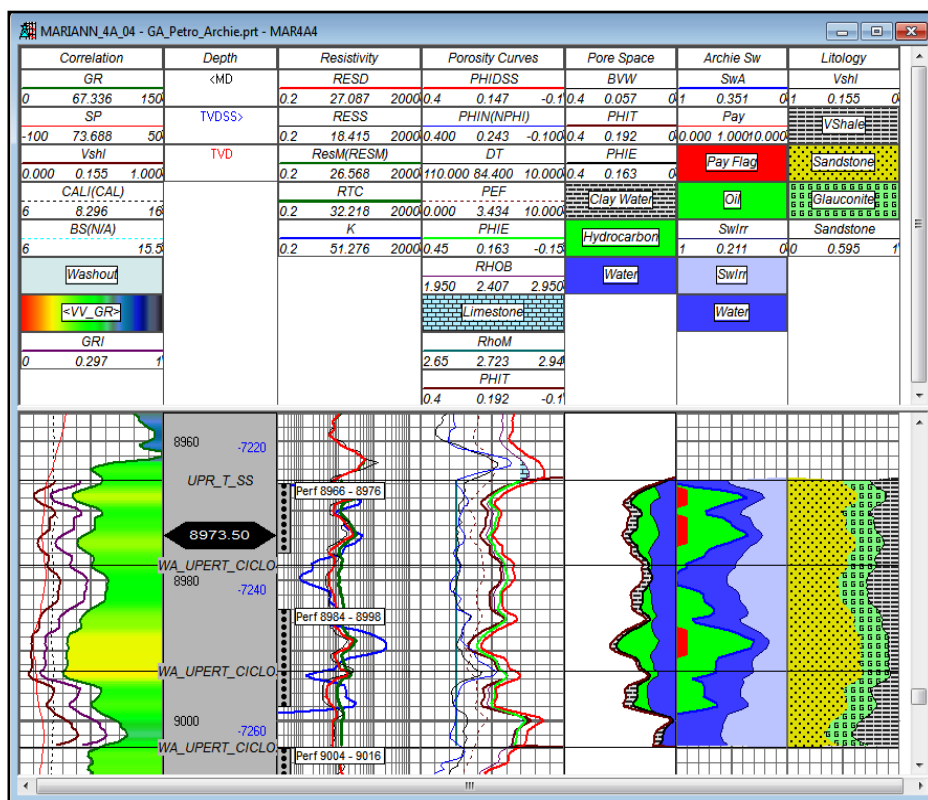 MARIANN_4A_04 - GA_Petro_Archie.prt - MAR4A4
Correlation Depth Resistivity Porosity Curves Pore Space Archie Sw Litology
GR <MD RESD PHIDSS BVW SwA Vshl
0 67.336 150 0.2 27.087 2000 0.4 0.147 -0.1 0.4 0.057 0 1 0.351 0 1 0.155 0
SP TVDSS> RESS PHIN(NPHI) PHIT Pay VShale
-100 73.688 50 0.2 18.415 2000 0.400 0.243 -0.100 0.4 0.192 0 0.000 1.000 10.000
Vshl TVD ResM(RESM) DT PHIE Pay Flag Sandstone
0.000 0.155 1.000 0.2 26.568 2000 110.000 84.400 10.000 0.4 0.163 0
CALI(CAL) RTC PEF Clay Water Oil Glauconite
6 8.296 16 0.2 32.218 2000 0.000 3.434 10.000
BS(N/A) K PHIE Hydrocarbon SwIrr Sandstone
6 15.5 0.2 51.276 2000 0.45 0.163 -0.15 1 0.211 0 0 0.595 1
Washout RHOB Water SwIrr
1.950 2.407 2.950
<VV_GR> Limestone Water
GRI RhoM
0 0.297 1 2.65 2.723 2.94
PHIT
0.4 0.192 -0.1
8960 -7220
UPR_T_SS
Perf 8966 - 8976
8973.50
WA_UPERT_CICLO
8980 -7240
Perf 8984 - 8998
WA_UPERT_CICLO
9000 -7260
WA_UPERT_CICLO
Perf 9004 - 9016